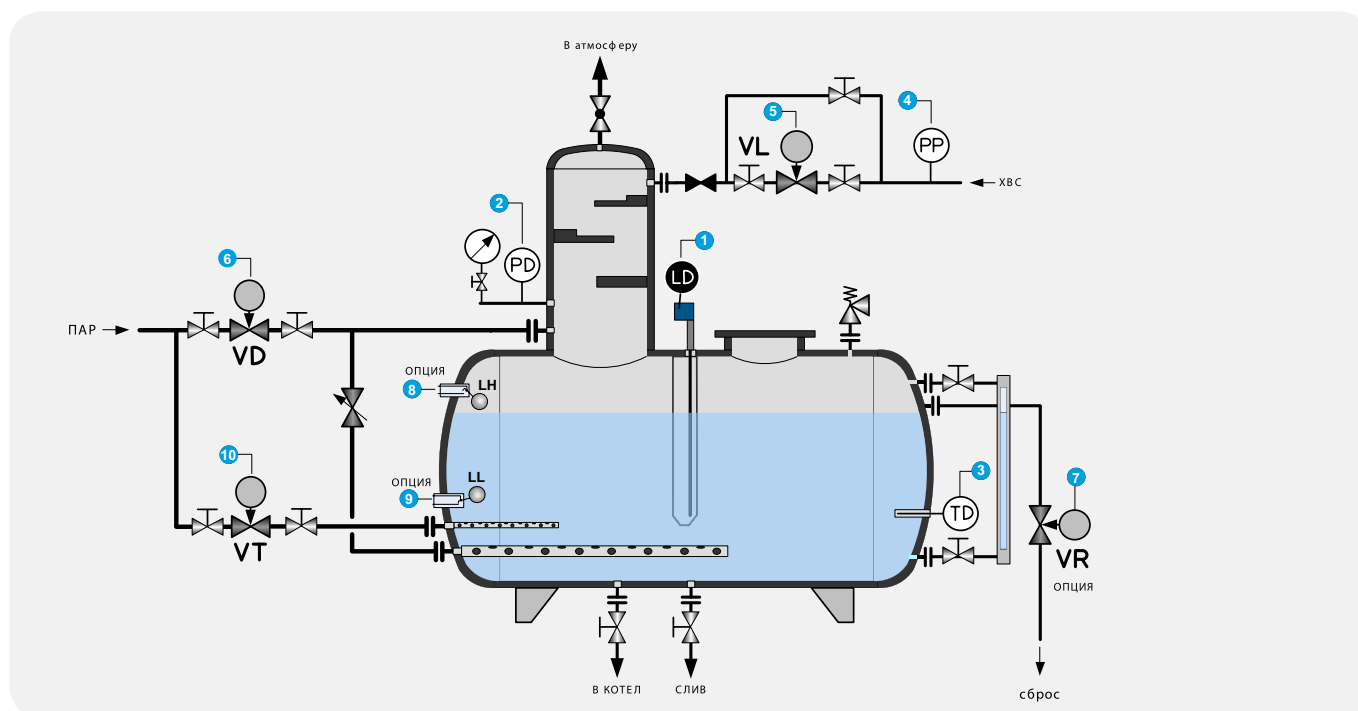 В атмосферу
5
4
VL
PP
ХВС
2
1
PD
LD
6
ПАР
VD
ОПЦИЯ
8
LH
10
ОПЦИЯ
9
LL
3
7
TD
VT
VR
ОПЦИЯ
В КОТЕЛ
СЛИВ
сброс